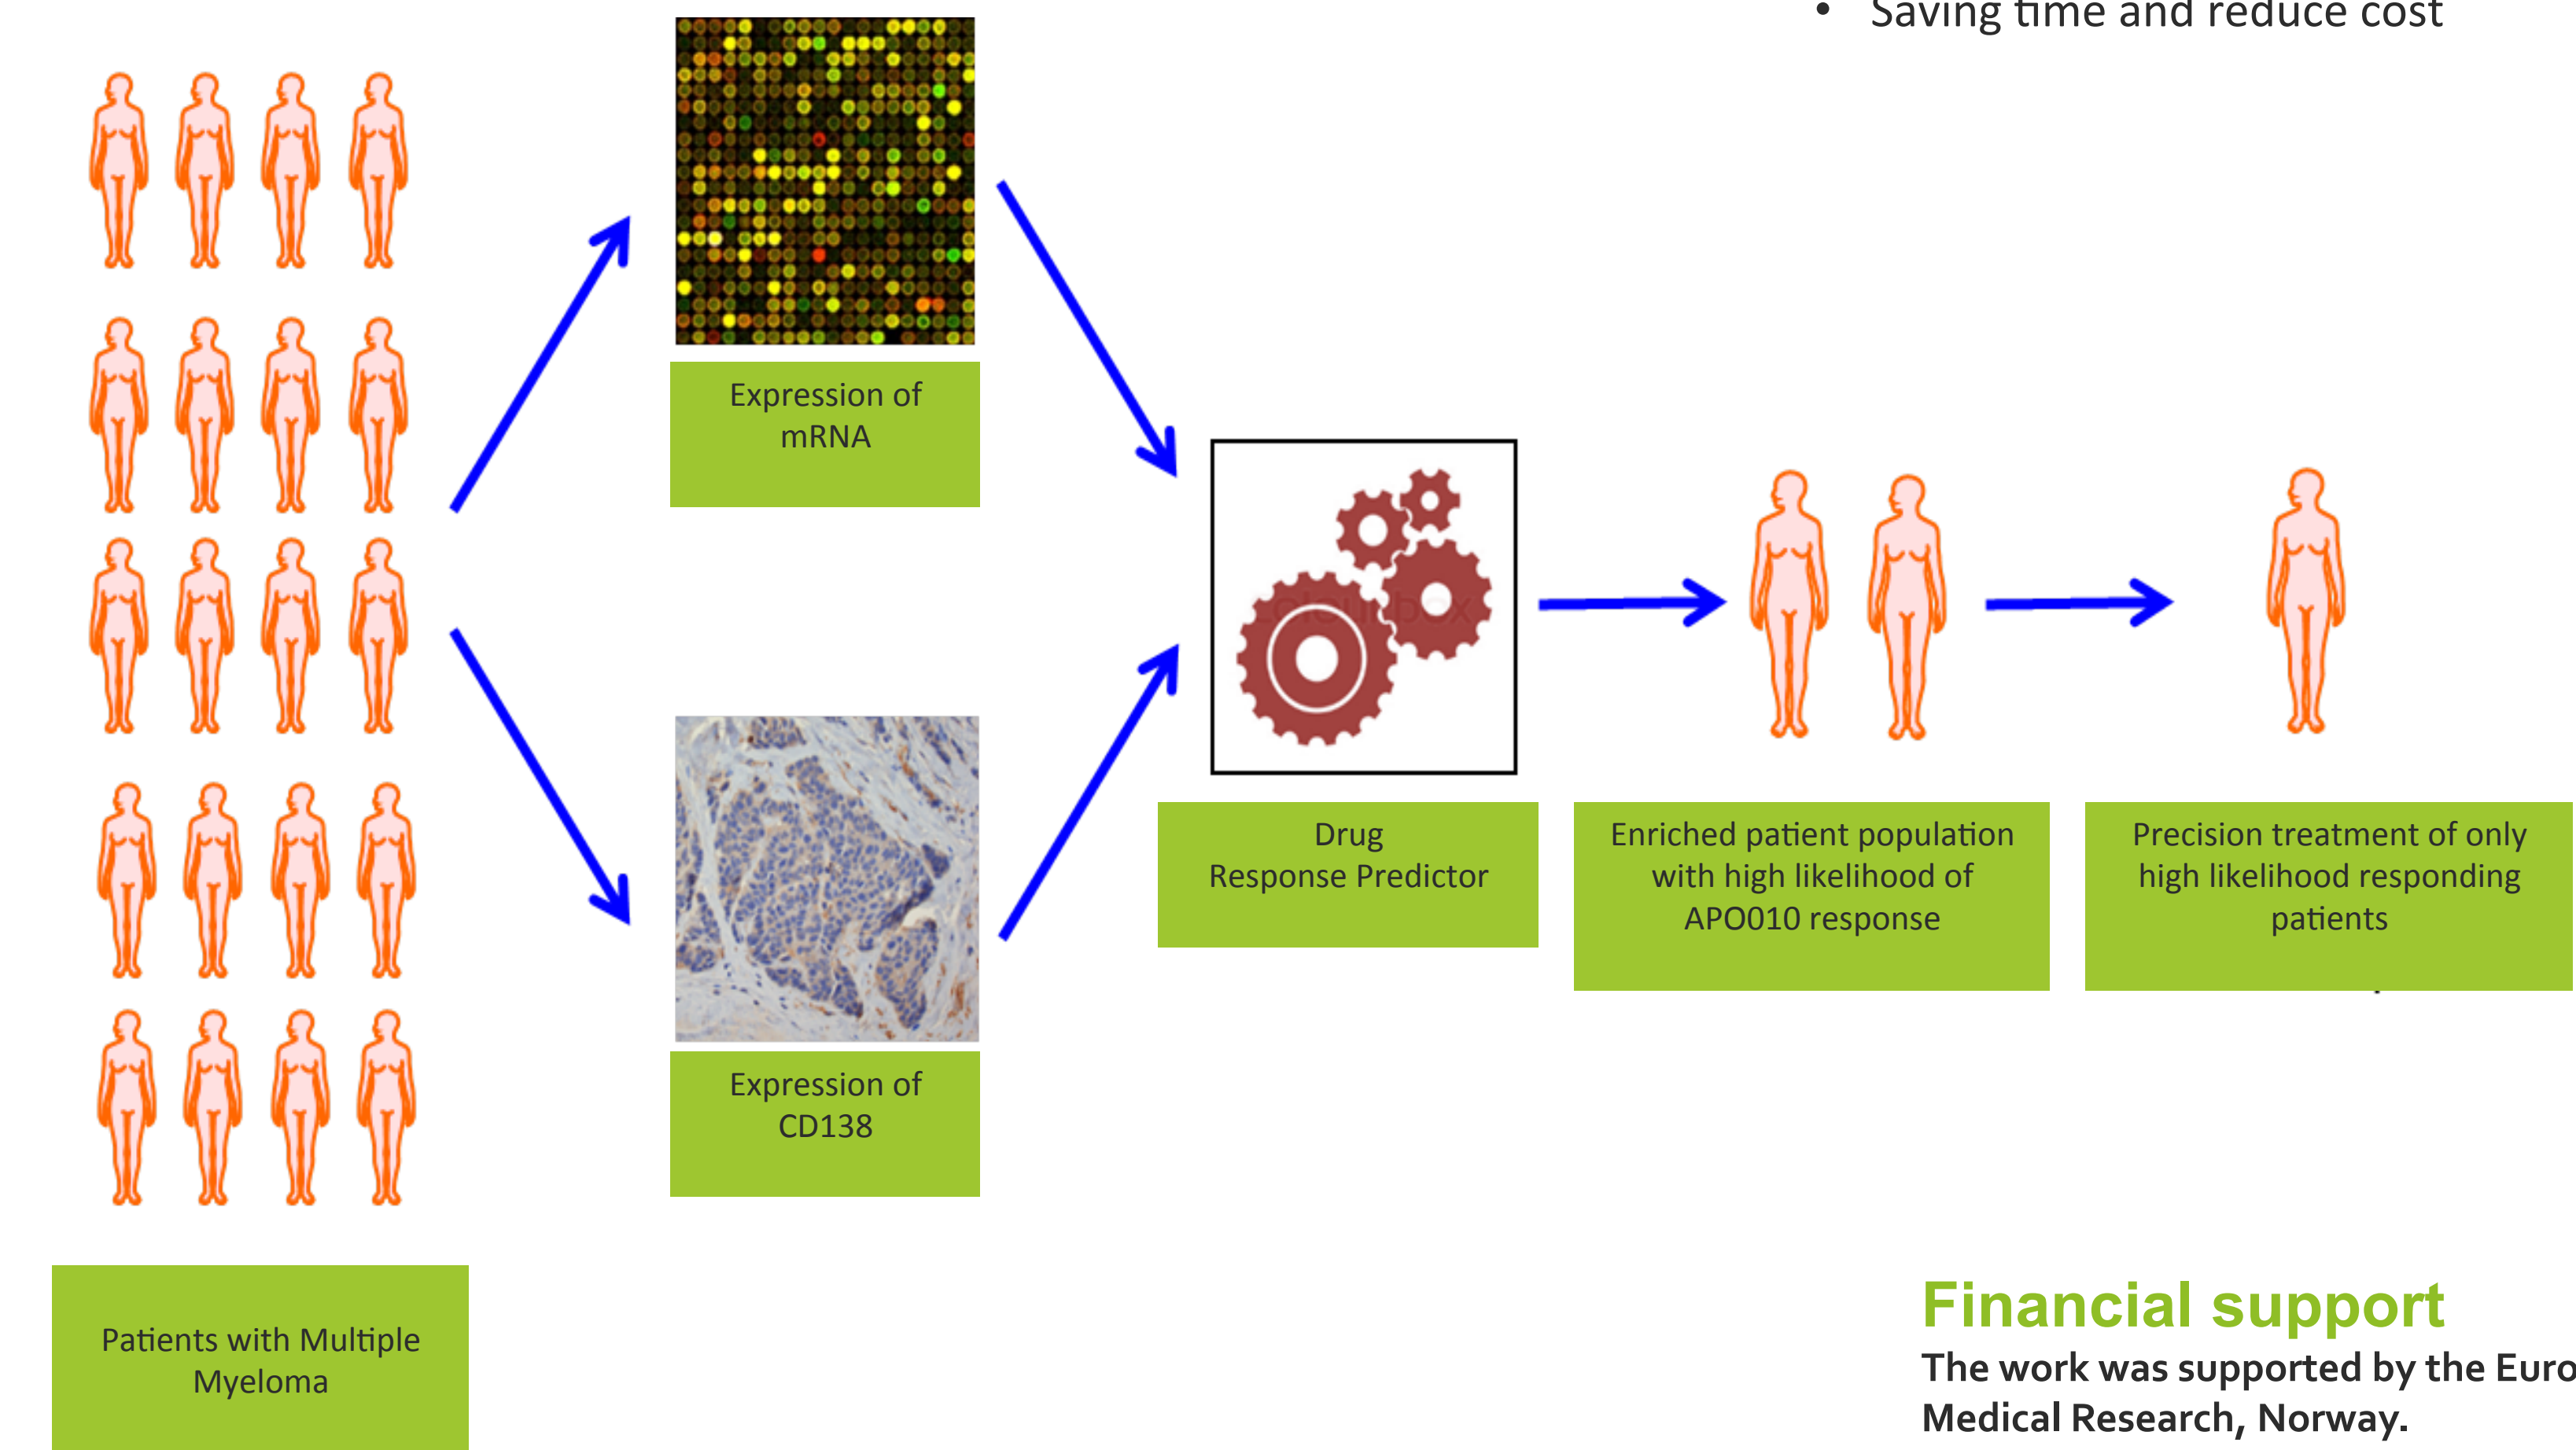 • Saving time and reduce cost
Expression of
mRNA
Drug
Response Predictor
Enriched patient population
with high likelihood of
APO010 response
Precision treatment of only
high likelihood responding
patients
Expression of
CD138
Patients with Multiple
Myeloma
Financial support
The work was supported by the Euro
Medical Research, Norway.